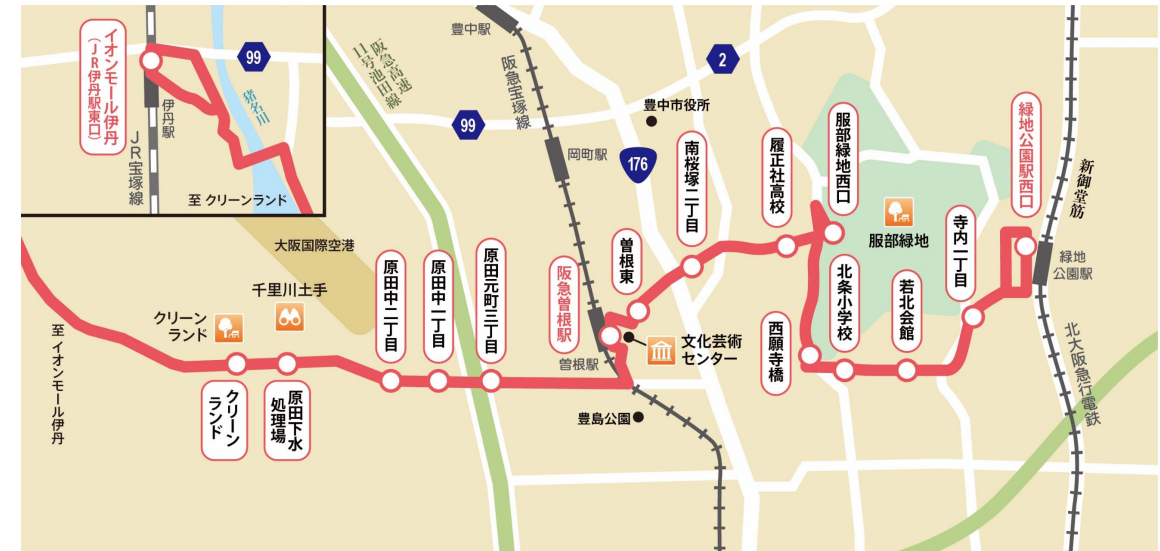 イオンモール伊丹
(JR伊丹駅東口)
伊丹駅
JR宝塚線
99
猪名川
至 クリーンランド
阪急高速
11号池田線
豊中駅
阪急宝塚線
2
99
豊中市役所
岡町駅
176
南桜塚二丁目
履正社高校
服部緑地西口
服部緑地
緑地公園駅西口
新御堂筋
緑地
公園駅
寺内一丁目
大阪国際空港
千里川土手
クリーン
ランド
至 イオンモール伊丹
クリーン
ランド
原田下水
処理場
原田中二丁目
原田中一丁目
原田元町三丁目
阪急曽根駅
曽根駅
曽根東
文化芸術
センター
豊島公園
西願寺橋
北条小学校
若北会館
北大阪急行電鉄